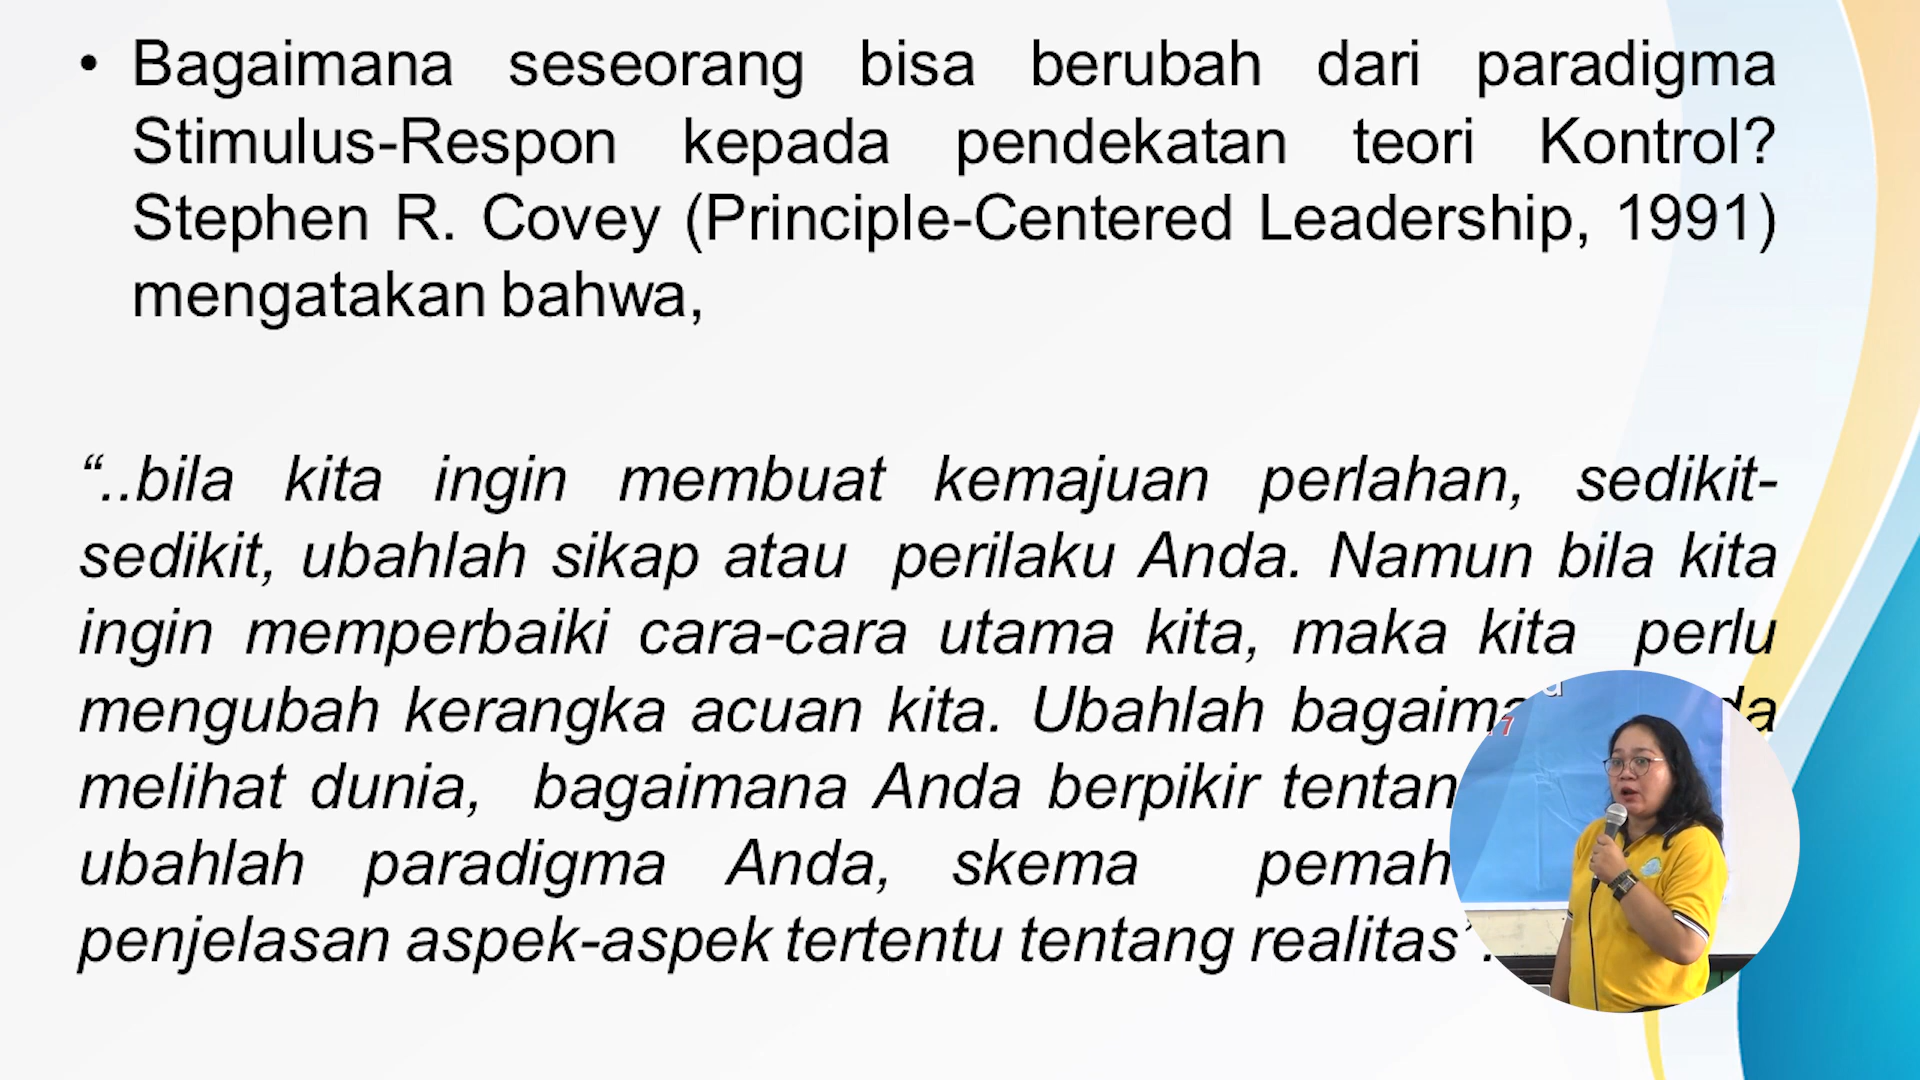 • Bagaimana seseorang bisa berubah dari paradigma
Stimulus-Respon kepada pendekatan teori Kontrol?
Stephen R. Covey (Principle-Centered Leadership, 1991)
mengatakan bahwa,
“..bila kita ingin membuat kemajuan perlahan, sedikit-
sedikit, ubahlah sikap atau perilaku Anda. Namun bila kita
ingin memperbaiki cara-cara utama kita, maka kita perlu
mengubah kerangka acuan kita. Ubahlah
melihat dunia, bagaimana Anda berpikir
ubahlah paradigma Anda, skema
penjelasan aspek-aspek tertentu tentang realitas”.